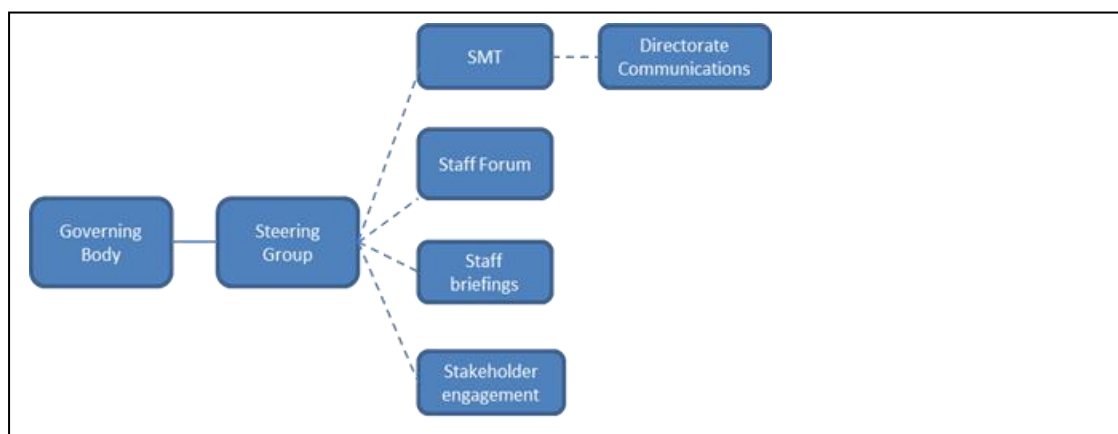 SMT
Directorate
Communications
Staff Forum
Governing
Body
Steering
Group
Staff
briefings
Stakeholder
engagement